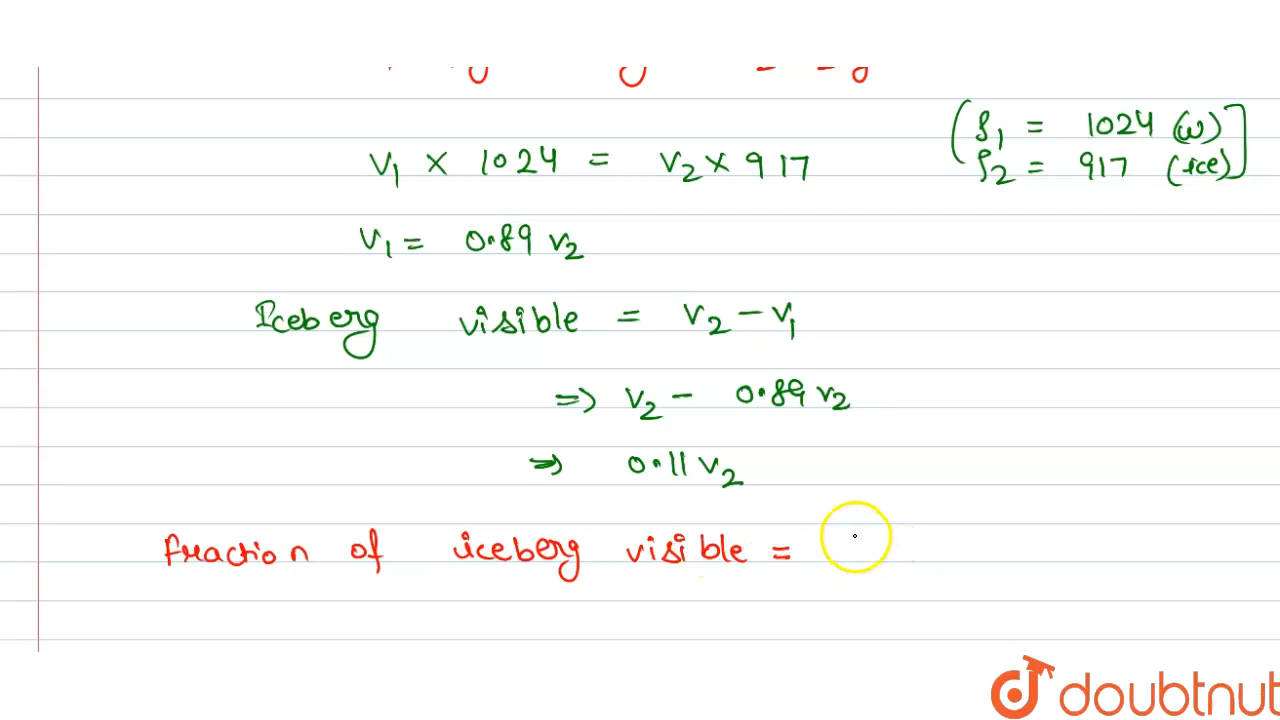 V₁ × 1024 = V₂ × 917
(ρ₁ = 1024 (w)
ρ₂ = 917 (ice)]
V₁ = 0.89 V₂
Iceberg visible = V₂ - V₁
=> V₂ - 0.89 V₂
=> 0.11 V₂
fraction of iceberg visible =
doubtnut